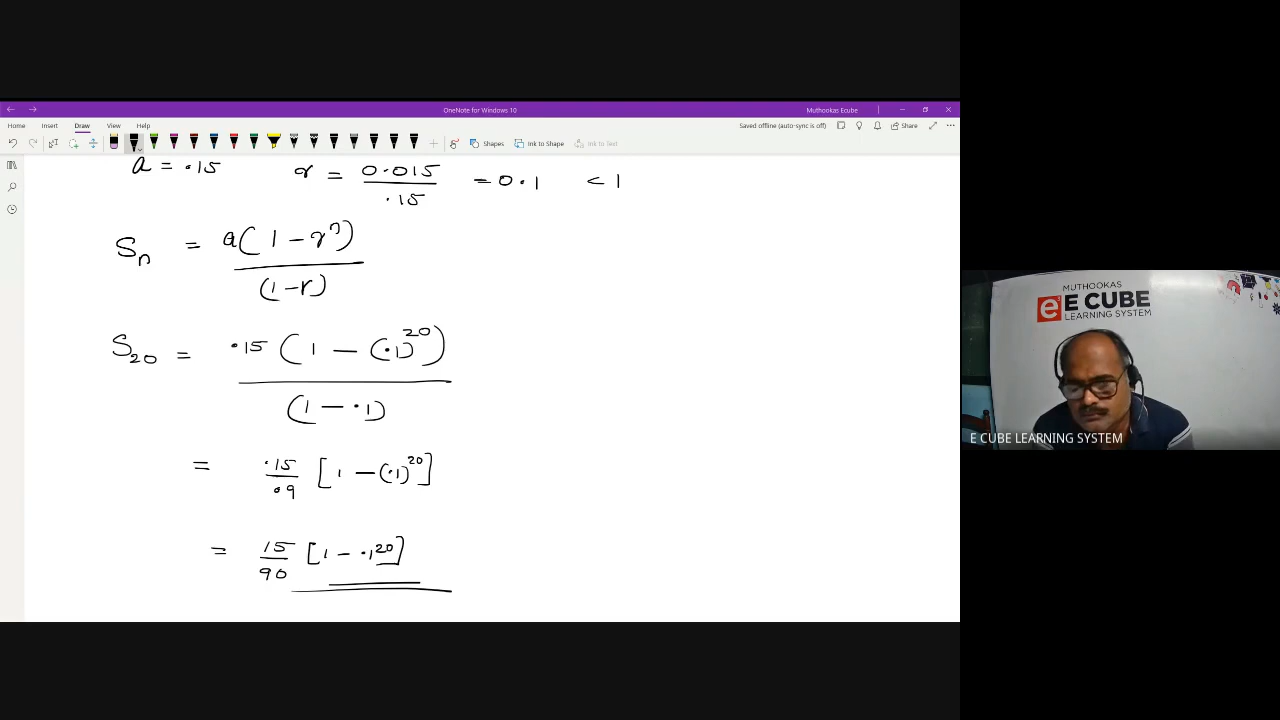 OneNote for Windows 10
Muthookas Ecube
Home Insert Draw View Help
Saved offline (auto-sync is off)
Share
Shapes
Ink to Shape
Ink to Text
a = .15 r = 0.015/.15 = 0.1 < 1
Sn = a(1 - r^n)/(1-r)
S20 = .15 (1 - (.1)^20)/(1 - .1)
= .15/.09 [1 - (.1)^20]
= 15/90 [1 - .1^20]
MUTHOOKAS
e3 E CUBE
LEARNING SYSTEM
E CUBE LEARNING SYSTEM